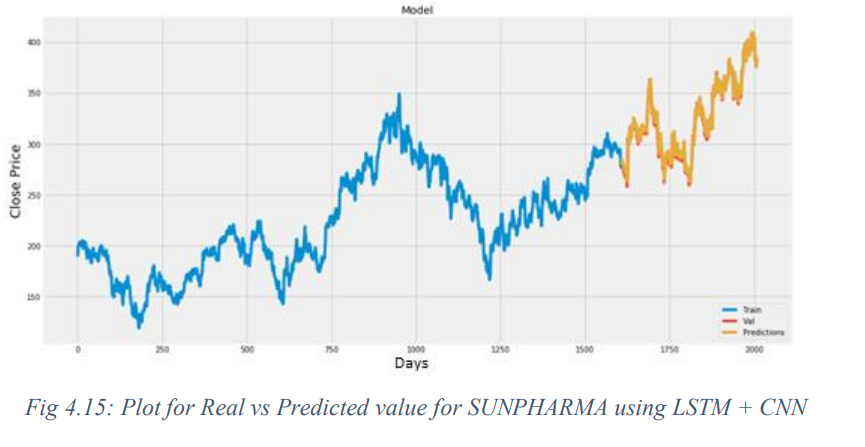 Model
400
350
300
250
200
150
Close Price
0 250 500 750 1000 1250 1500 1750 2000
Days
Train
Val
Predictions
Fig 4.15: Plot for Real vs Predicted value for SUNPHARMA using LSTM + CNN